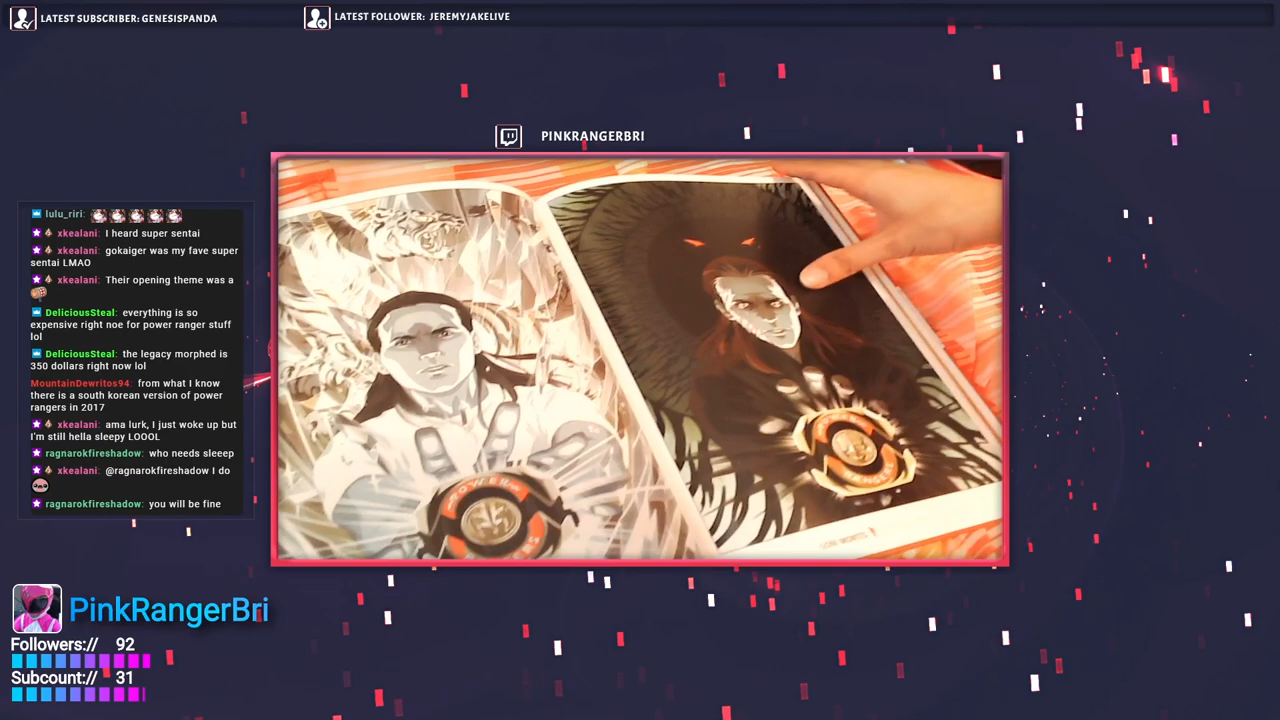 LATEST SUBSCRIBER: GENESISPANDA
LATEST FOLLOWER: JEREMYJAKELIVE
PINKRANGERBRI
lulu_riri:
xkealani: I heard super sentai
xkealani: gokaiger was my fave super
sentai LMAO
xkealani: Their opening theme was a
DeliciousSteal: everything is so
expensive right noe for power ranger stuff
lol
DeliciousSteal: the legacy morphed is
350 dollars right now lol
MountainDewritos94: from what I know
there is a south korean version of power
rangers in 2017
xkealani: ama lurk, I just woke up but
I'm still hella sleepy LOOOL
ragnarokfireshadow: who needs sleeep
xkealani: @ragnarokfireshadow I do
ragnarokfireshadow: you will be fine
POWER
PinkRangerBri
Followers:// 92
Subcount:// 31